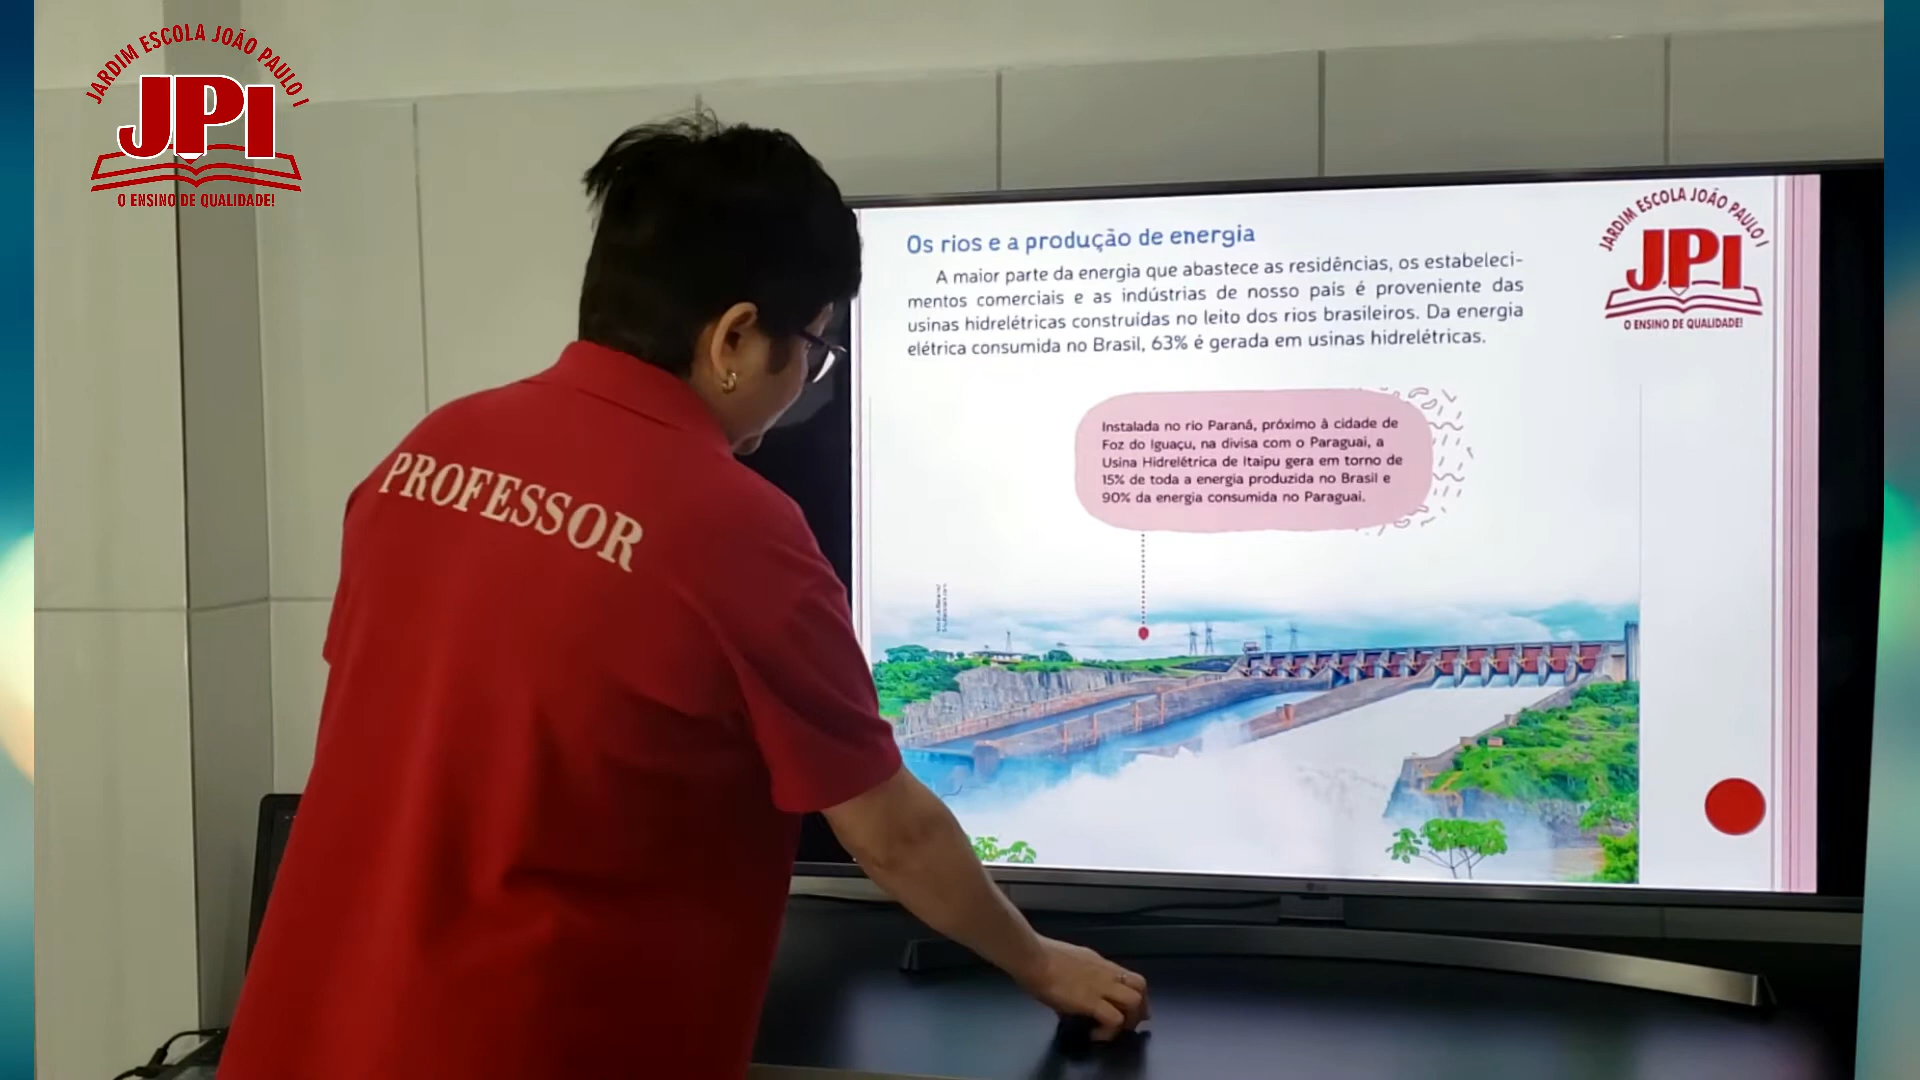 JARDIM ESCOLA JOÃO PAULO I
JPI
O ENSINO DE QUALIDADE!
PROFESSOR
Os rios e a produção de energia
A maior parte da energia que abastece as residências, os estabeleci-
mentos comerciais e as indústrias de nosso país é proveniente das
usinas hidrelétricas construídas no leito dos rios brasileiros. Da energia
elétrica consumida no Brasil, 63% é gerada em usinas hidrelétricas.
JARDIM ESCOLA JOÃO PAULO I
JPI
O ENSINO DE QUALIDADE!
Instalada no rio Paraná, próximo à cidade de
Foz do Iguaçu, na divisa com o Paraguai, a
Usina Hidrelétrica de Itaipu gera em torno de
15% de toda a energia produzida no Brasil e
90% da energia consumida no Paraguai.
LG